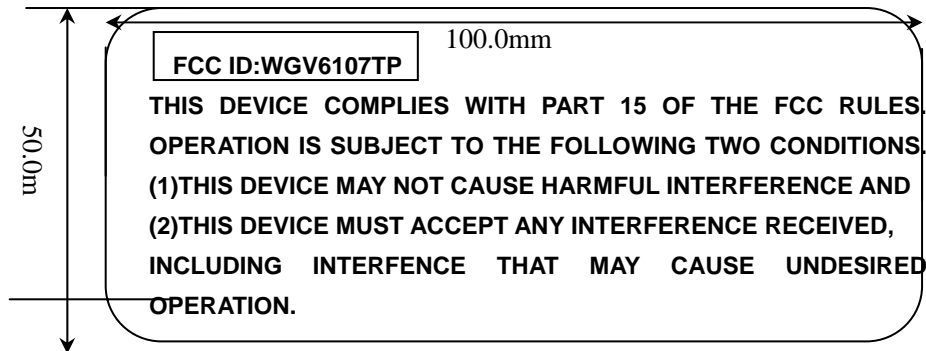 100.0mm
FCC ID:WGV6107TP
THIS DEVICE COMPLIES WITH PART 15 OF THE FCC RULES.
OPERATION IS SUBJECT TO THE FOLLOWING TWO CONDITIONS.
(1)THIS DEVICE MAY NOT CAUSE HARMFUL INTERFERENCE AND
(2)THIS DEVICE MUST ACCEPT ANY INTERFERENCE RECEIVED,
INCLUDING INTERFENCE THAT MAY CAUSE UNDESIRED
OPERATION.
50.0m